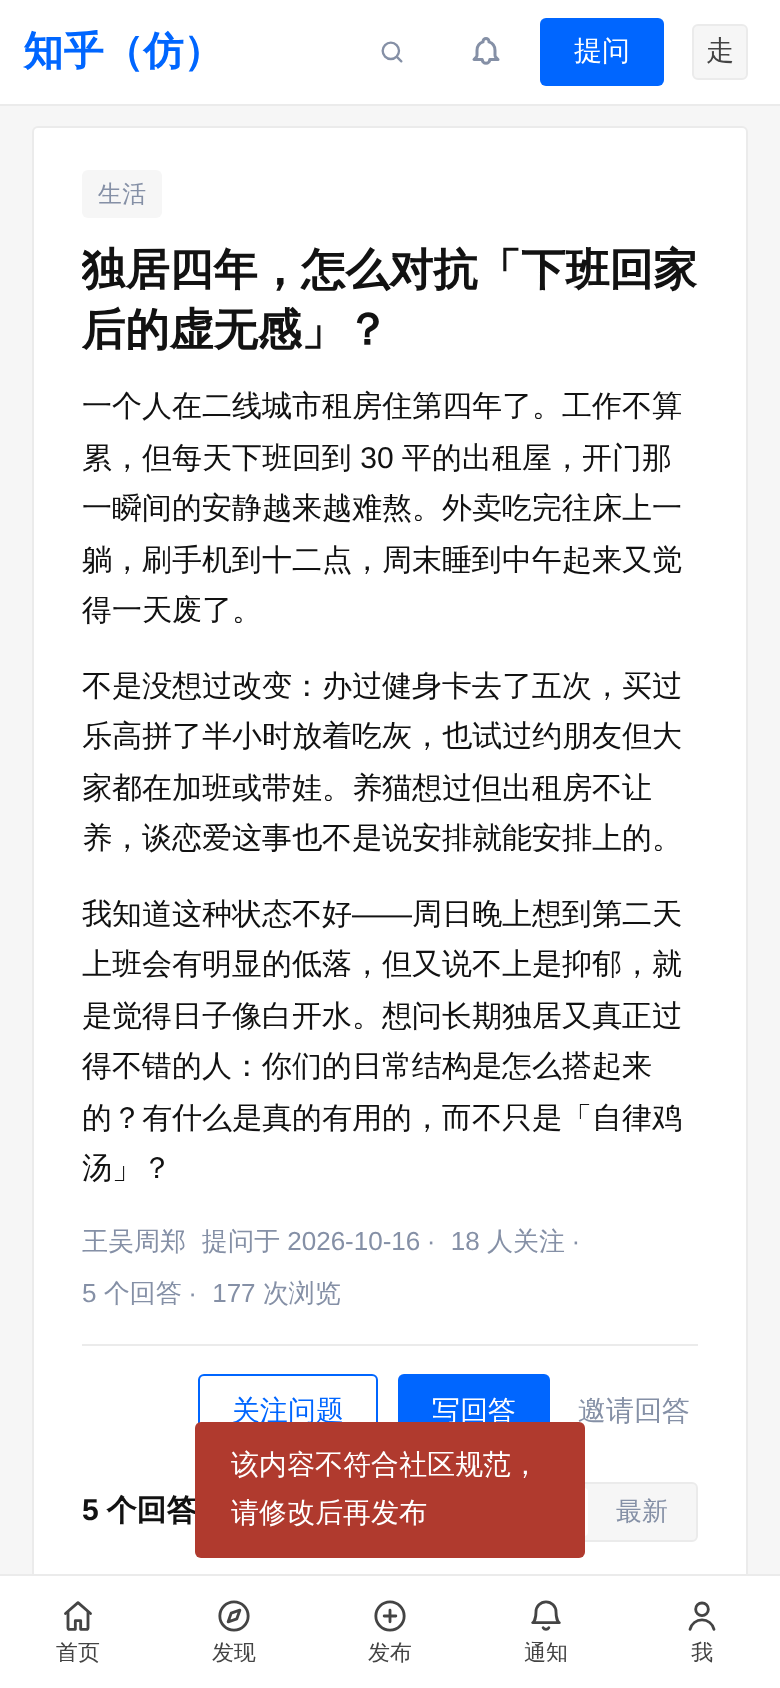 知乎（仿）
提问
走
生活
独居四年，怎么对抗「下班回家
后的虚无感」？
一个人在二线城市租房住第四年了。工作不算
累，但每天下班回到 30 平的出租屋，开门那
一瞬间的安静越来越难熬。外卖吃完往床上一
躺，刷手机到十二点，周末睡到中午起来又觉
得一天废了。
不是没想过改变：办过健身卡去了五次，买过
乐高拼了半小时放着吃灰，也试过约朋友但大
家都在加班或带娃。养猫想过但出租房不让
养，谈恋爱这事也不是说安排就能安排上的。
我知道这种状态不好——周日晚上想到第二天
上班会有明显的低落，但又说不上是抑郁，就
是觉得日子像白开水。想问长期独居又真正过
得不错的人：你们的日常结构是怎么搭起来
的？有什么是真的有用的，而不只是「自律鸡
汤」？
王吴周郑 提问于 2026-10-16 · 18 人关注 ·
5 个回答 · 177 次浏览
关注问题 写回答 邀请回答
5 个回答
最新
该内容不符合社区规范，
请修改后再发布
首页 发现 发布 通知 我